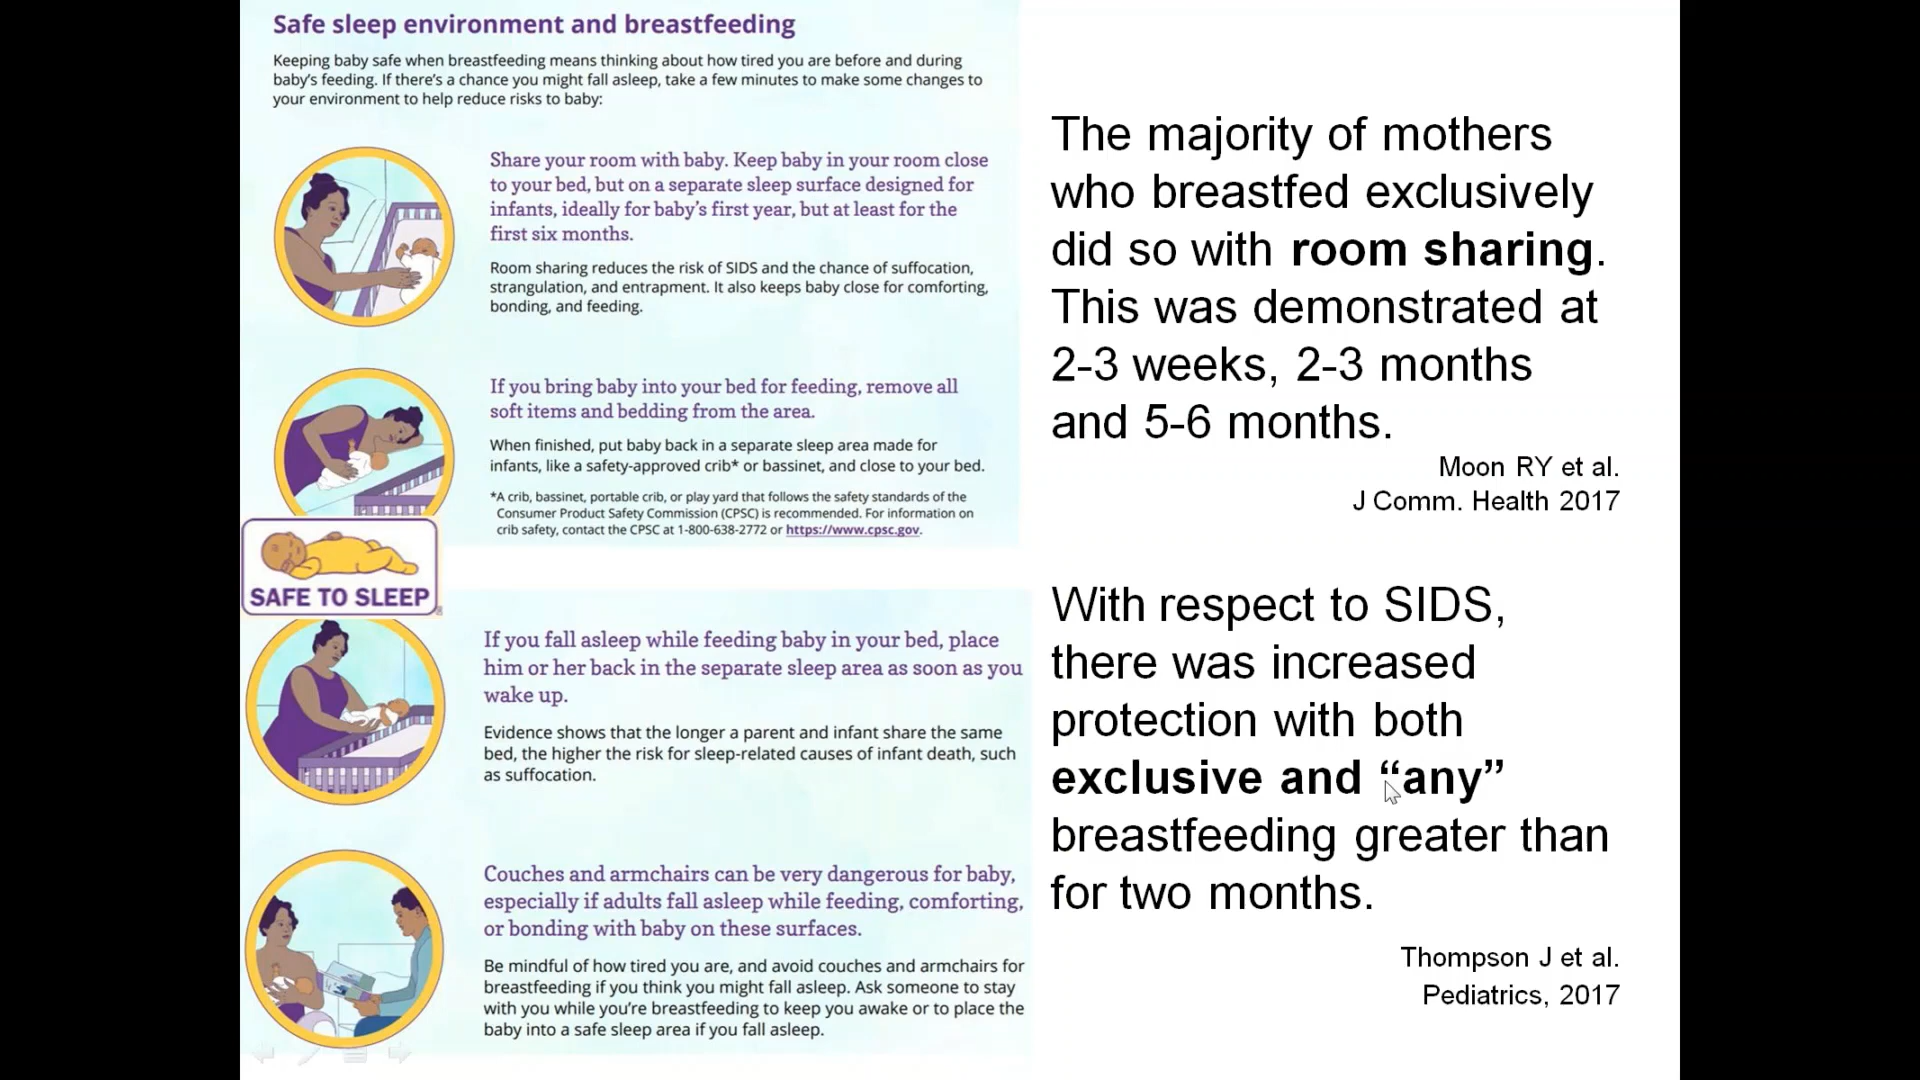 Safe sleep environment and breastfeeding
Keeping baby safe when breastfeeding means thinking about how tired you are before and during
baby's feeding. If there's a chance you might fall asleep, take a few minutes to make some changes to
your environment to help reduce risks to baby:
Share your room with baby. Keep baby in your room close
to your bed, but on a separate sleep surface designed for
infants, ideally for baby's first year, but at least for the
first six months.
Room sharing reduces the risk of SIDS and the chance of suffocation,
strangulation, and entrapment. It also keeps baby close for comforting,
bonding, and feeding.
If you bring baby into your bed for feeding, remove all
soft items and bedding from the area.
When finished, put baby back in a separate sleep area made for
infants, like a safety-approved crib* or bassinet, and close to your bed.
*A crib, bassinet, portable crib, or play yard that follows the safety standards of the
Consumer Product Safety Commission (CPSC) is recommended. For information on
crib safety, contact the CPSC at 1-800-638-2772 or https://www.cpsc.gov.
SAFE TO SLEEP
If you fall asleep while feeding baby in your bed, place
him or her back in the separate sleep area as soon as you
wake up.
Evidence shows that the longer a parent and infant share the same
bed, the higher the risk for sleep-related causes of infant death, such
as suffocation.
Couches and armchairs can be very dangerous for baby,
especially if adults fall asleep while feeding, comforting,
or bonding with baby on these surfaces.
Be mindful of how tired you are, and avoid couches and armchairs for
breastfeeding if you think you might fall asleep. Ask someone to stay
with you while you're breastfeeding to keep you awake or to place the
baby into a safe sleep area if you fall asleep.
The majority of mothers
who breastfed exclusively
did so with room sharing.
This was demonstrated at
2-3 weeks, 2-3 months
and 5-6 months.
Moon RY et al.
J Comm. Health 2017
With respect to SIDS,
there was increased
protection with both
exclusive and “any”
breastfeeding greater than
for two months.
Thompson J et al.
Pediatrics, 2017